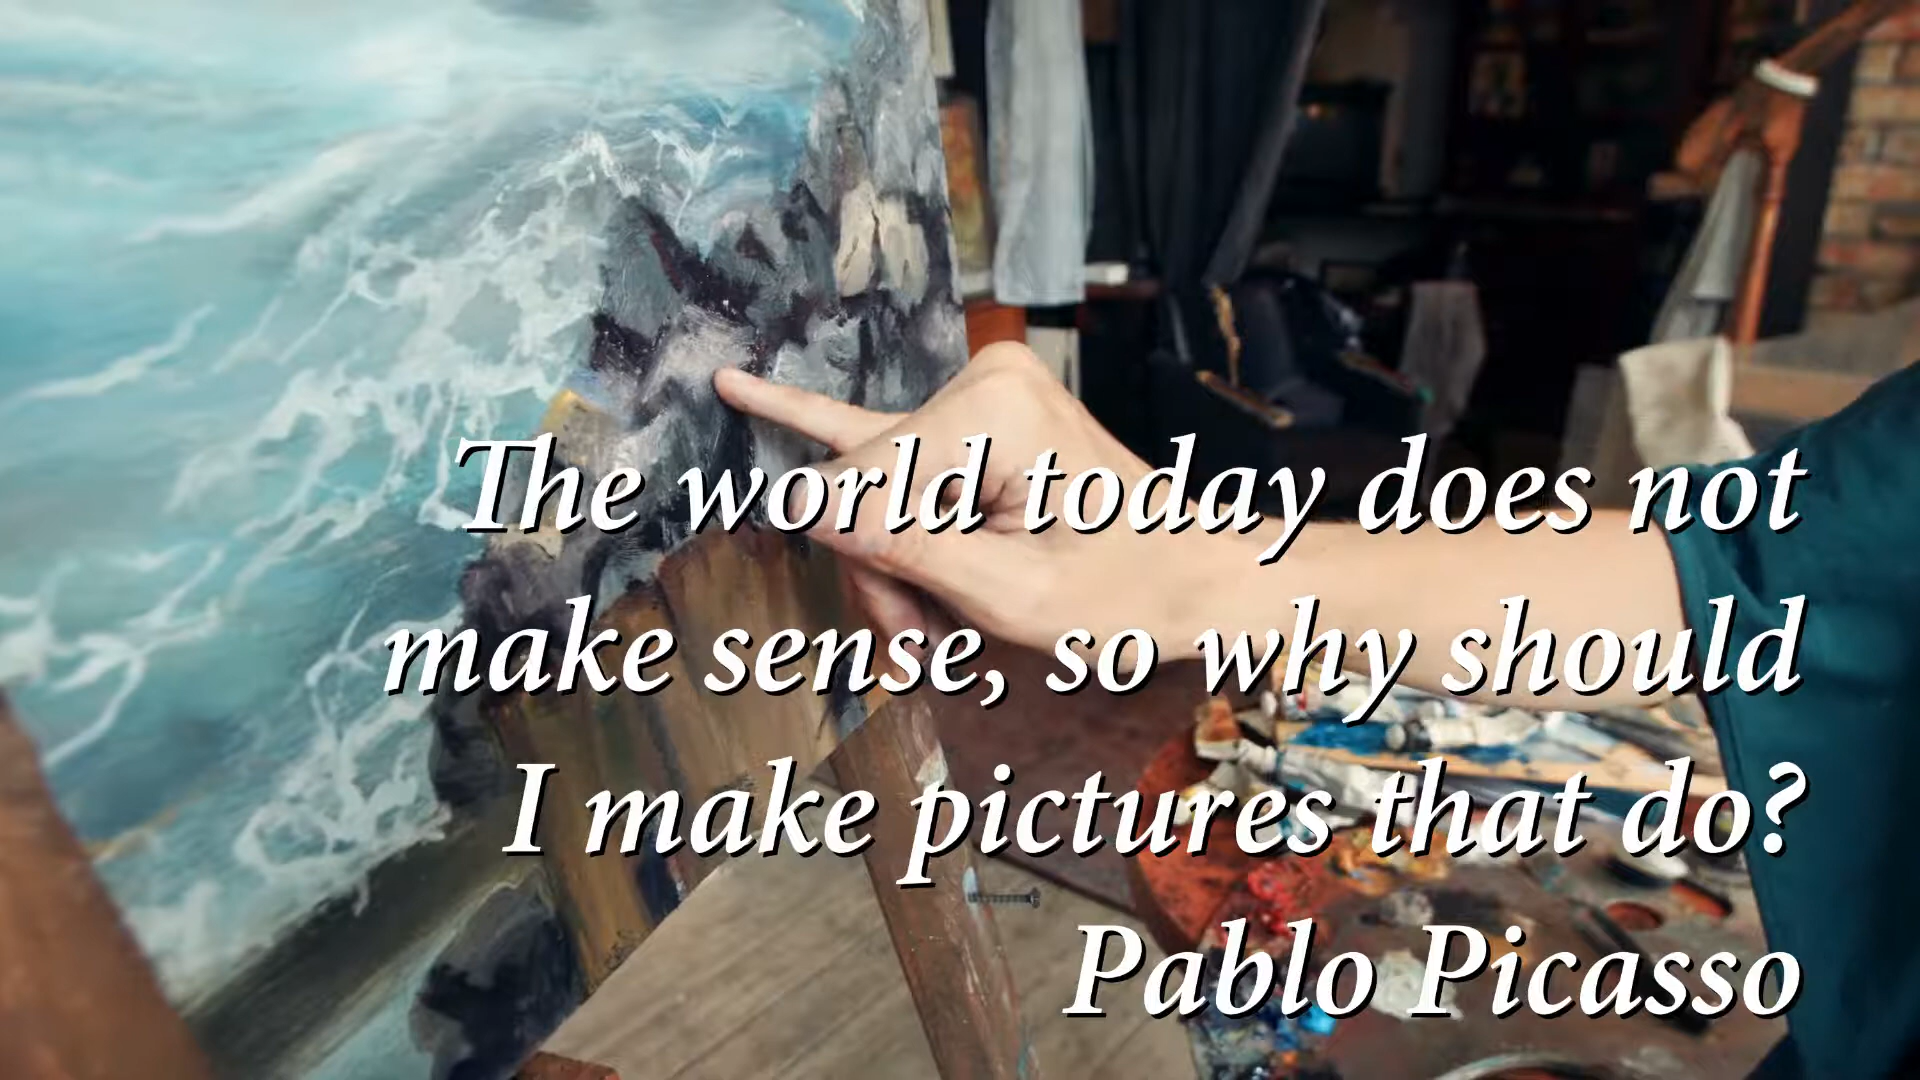 The world today does not
make sense, so why should
I make pictures that do?
Pablo Picasso